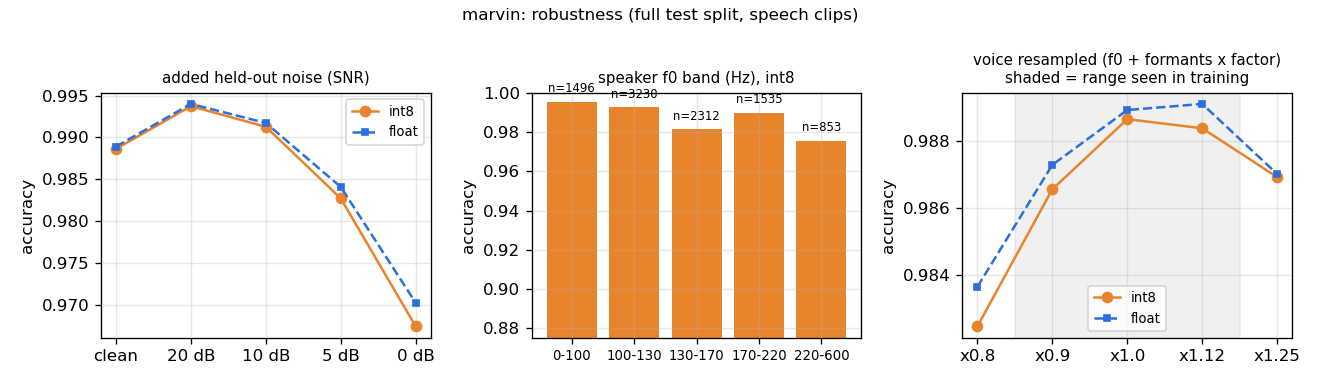 marvin: robustness (full test split, speech clips)
added held-out noise (SNR)
accuracy
0.995
0.990
0.985
0.980
0.975
0.970
clean
20 dB
10 dB
5 dB
0 dB
int8
float
speaker f0 band (Hz), int8
accuracy
1.00
0.98
0.96
0.94
0.92
0.90
0.88
n=1496
n=3230
n=2312
n=1535
n=853
0-100
100-130
130-170
170-220
220-600
voice resampled (f0 + formants x factor)
shaded = range seen in training
accuracy
0.988
0.986
0.984
x0.8
x0.9
x1.0
x1.12
x1.25
int8
float